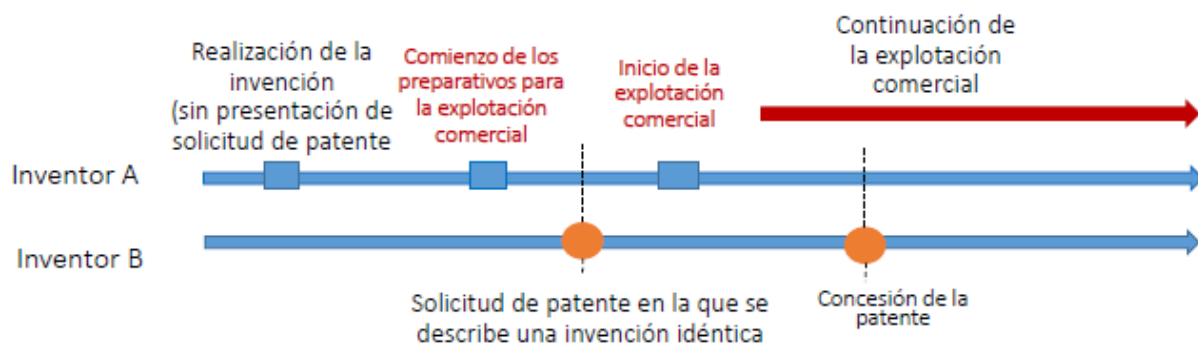 Realización de la
invención
(sin presentación de
solicitud de patente
Comienzo de los
preparativos para
la explotación
comercial
Inicio de la
explotación
comercial
Continuación de
la explotación
comercial
Inventor A
Inventor B
Solicitud de patente en la que se
describe una invención idéntica
Concesión de la
patente